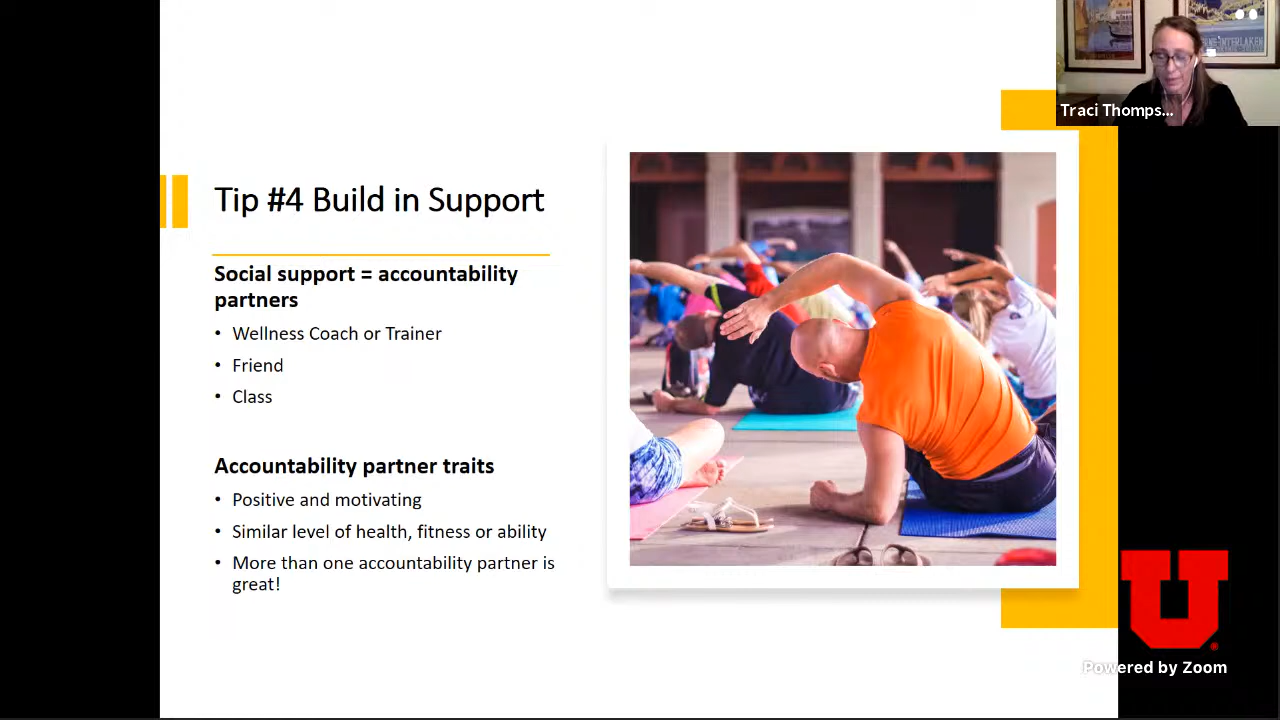 Tip #4 Build in Support
Social support = accountability
partners
• Wellness Coach or Trainer
• Friend
• Class
Accountability partner traits
• Positive and motivating
• Similar level of health, fitness or ability
• More than one accountability partner is
great!
Traci Thomps...
INTERLAKEN
U
®
Powered by Zoom